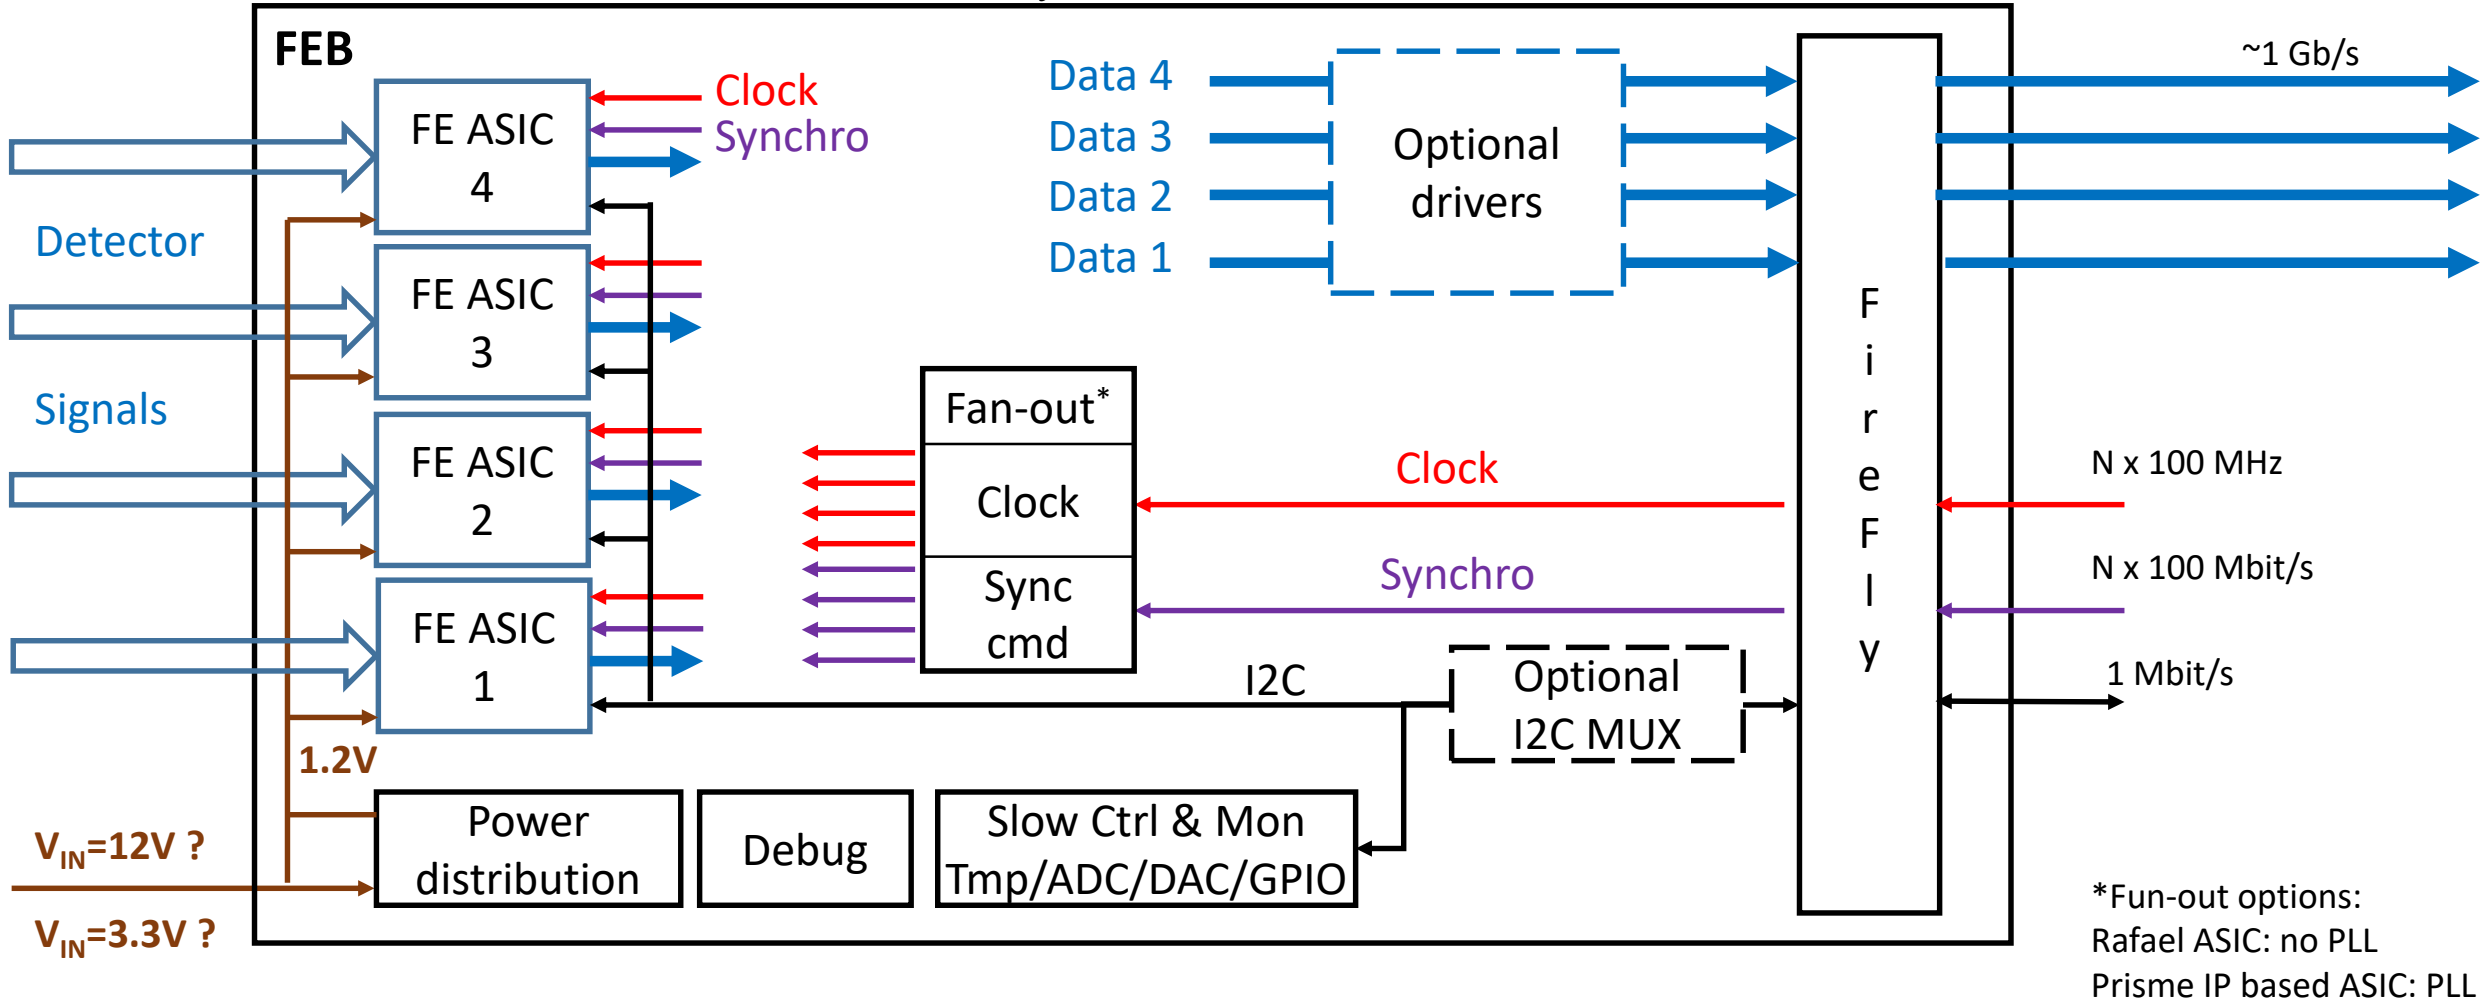 FEB
FE ASIC
4
FE ASIC
3
FE ASIC
2
FE ASIC
1
Clock
Synchro
Detector
Signals
Data 4
Data 3
Data 2
Data 1
Optional
drivers
F
i
r
e
F
l
y
~1 Gb/s
Fan-out*
Clock
Sync
cmd
Clock
Synchro
N x 100 MHz
N x 100 Mbit/s
1 Mbit/s
I2C
Optional
I2C MUX
1.2V
Power
distribution
Debug
Slow Ctrl & Mon
Tmp/ADC/DAC/GPIO
VIN=12V ?
VIN=3.3V ?
*Fun-out options:
Rafael ASIC: no PLL
Prisme IP based ASIC: PLL